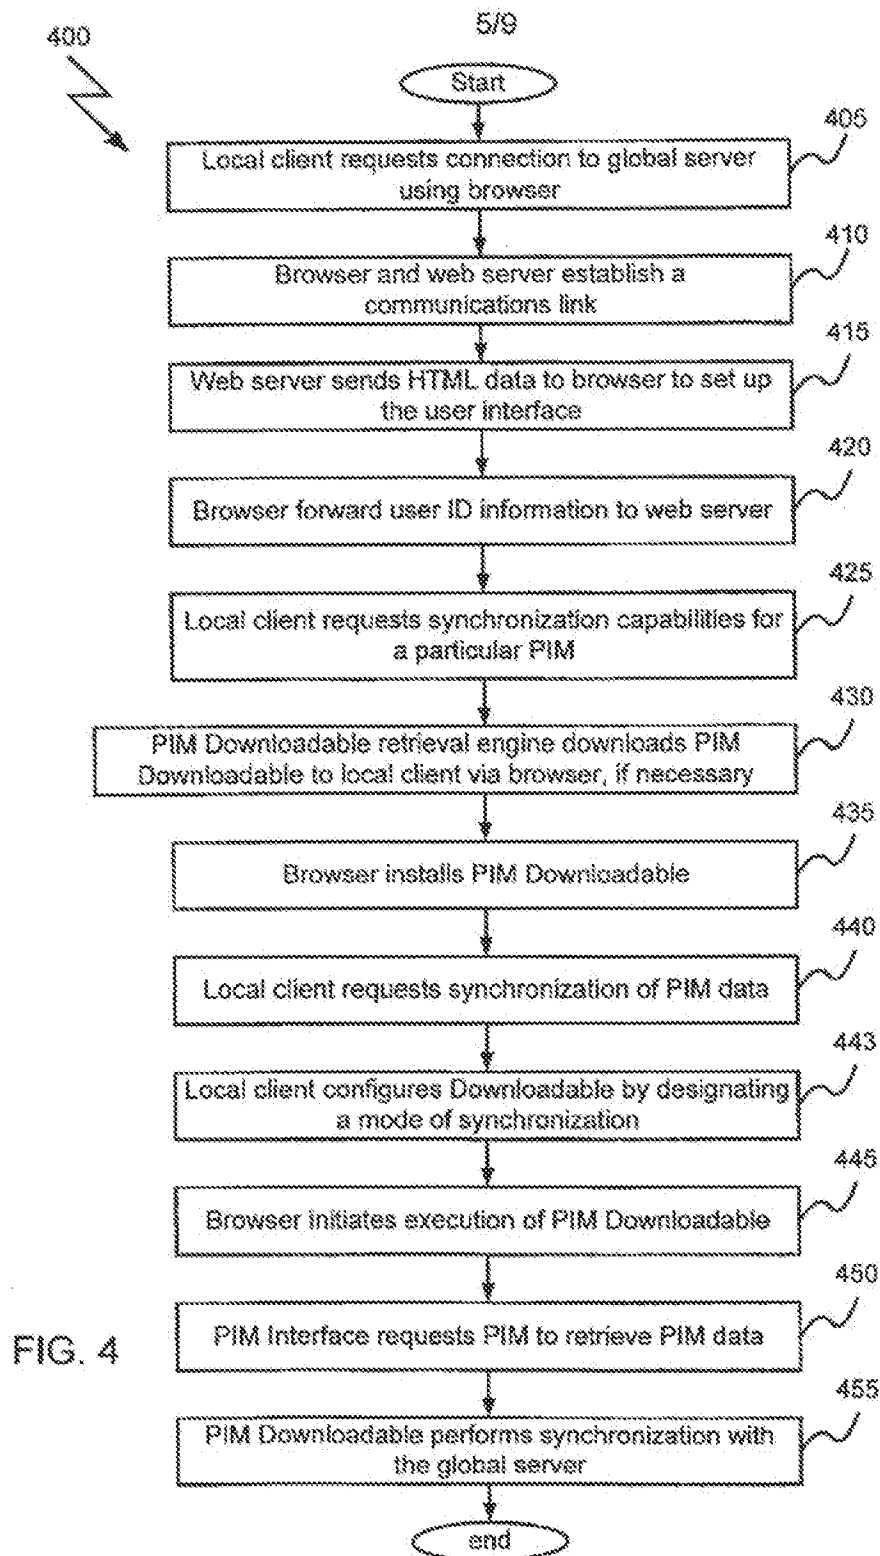 5/9
400
Start
405
Local client requests connection to global server
using browser
410
Browser and web server establish a
communications link
415
Web server sends HTML data to browser to set up
the user interface
420
Browser forward user ID information to web server
425
Local client requests synchronization capabilities for
a particular PIM
430
PIM Downloadable retrieval engine downloads PIM
Downloadable to local client via browser, if necessary
435
Browser installs PIM Downloadable
440
Local client requests synchronization of PIM data
443
Local client configures Downloadable by designating
a mode of synchronization
445
Browser initiates execution of PIM Downloadable
450
PIM Interface requests PIM to retrieve PIM data
FIG. 4
455
PIM Downloadable performs synchronization with
the global server
end